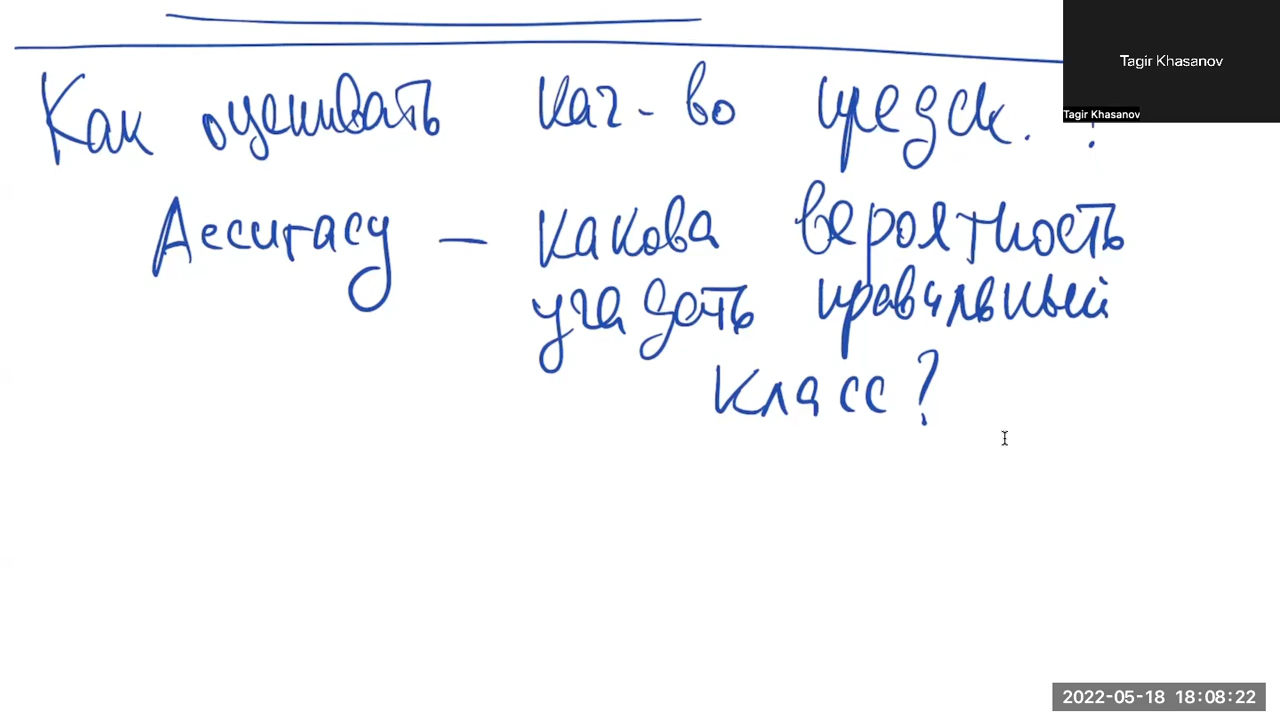 Tagir Khasanov
Tagir Khasanov
Как оценивать кач-во предск. ?
Accuracy — какова вероятность
угадать правильный
класс?
2022-05-18 18:08:22